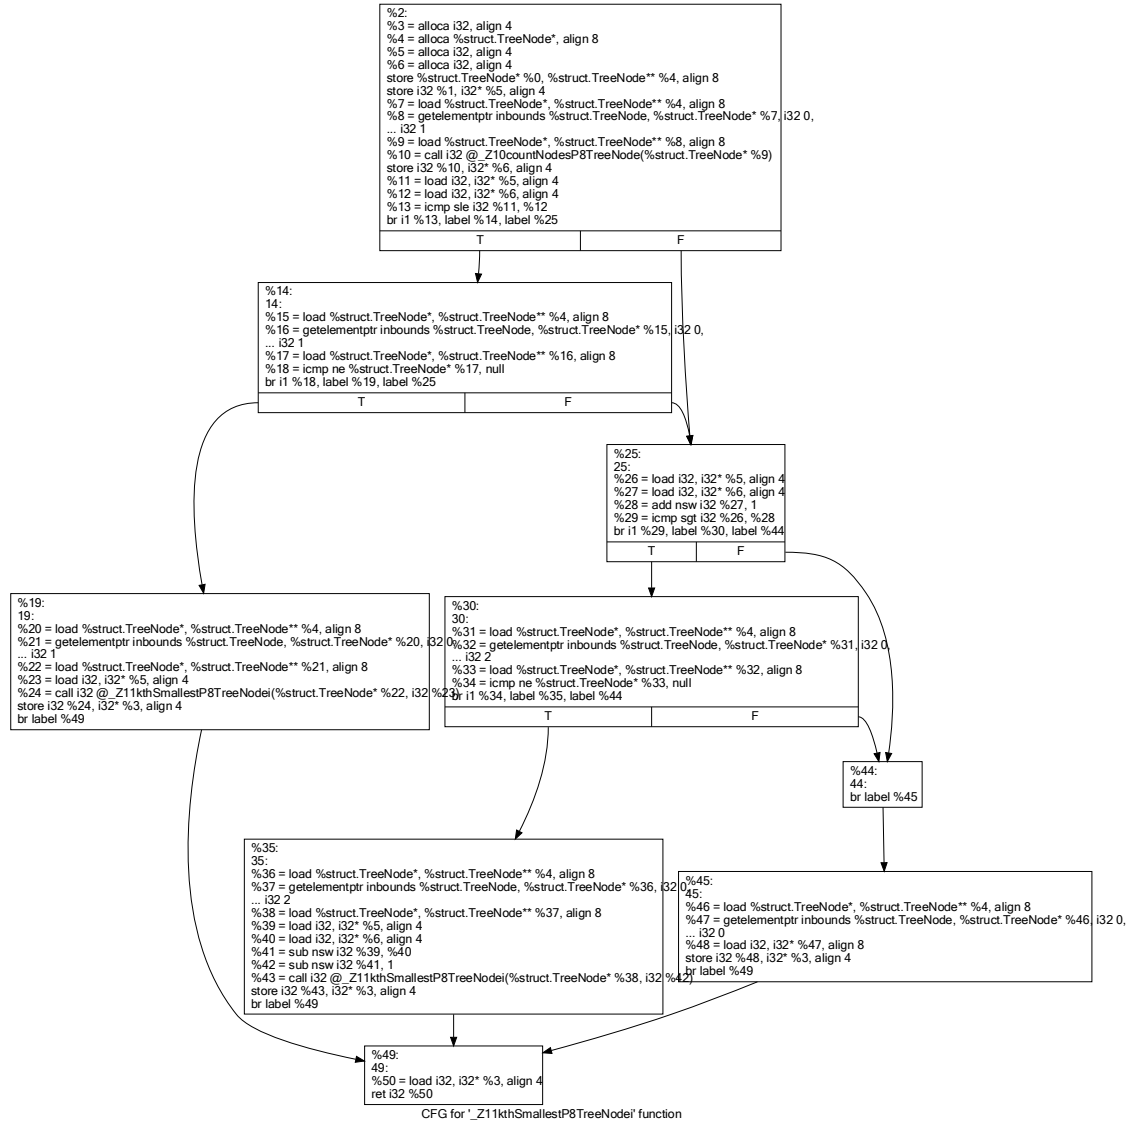 %2:
%3 = alloca i32, align 4
%4 = alloca %struct.TreeNode*, align 8
%5 = alloca i32, align 4
%6 = alloca i32, align 4
store %struct.TreeNode* %0, %struct.TreeNode** %4, align 8
store i32 %1, i32* %5, align 4
%7 = load %struct.TreeNode*, %struct.TreeNode** %4, align 8
%8 = getelementptr inbounds %struct.TreeNode, %struct.TreeNode* %7, i32 0,
... i32 1
%9 = load %struct.TreeNode*, %struct.TreeNode** %8, align 8
%10 = call i32 @_Z10countNodesP8TreeNode(%struct.TreeNode* %9)
store i32 %10, i32* %6, align 4
%11 = load i32, i32* %5, align 4
%12 = load i32, i32* %6, align 4
%13 = icmp sle i32 %11, %12
br i1 %13, label %14, label %25
T F
%14:
14:
%15 = load %struct.TreeNode*, %struct.TreeNode** %4, align 8
%16 = getelementptr inbounds %struct.TreeNode, %struct.TreeNode* %15, i32 0,
... i32 1
%17 = load %struct.TreeNode*, %struct.TreeNode** %16, align 8
%18 = icmp ne %struct.TreeNode* %17, null
br i1 %18, label %19, label %25
T F
%25:
25:
%26 = load i32, i32* %5, align 4
%27 = load i32, i32* %6, align 4
%28 = add nsw i32 %27, 1
%29 = icmp sgt i32 %26, %28
br i1 %29, label %30, label %44
T F
%19:
19:
%20 = load %struct.TreeNode*, %struct.TreeNode** %4, align 8
%21 = getelementptr inbounds %struct.TreeNode, %struct.TreeNode* %20, i32 0,
... i32 1
%22 = load %struct.TreeNode*, %struct.TreeNode** %21, align 8
%23 = load i32, i32* %5, align 4
%24 = call i32 @_Z11kthSmallestP8TreeNodei(%struct.TreeNode* %22, i32 %23)
store i32 %24, i32* %3, align 4
br label %49
%30:
30:
%31 = load %struct.TreeNode*, %struct.TreeNode** %4, align 8
%32 = getelementptr inbounds %struct.TreeNode, %struct.TreeNode* %31, i32 0,
... i32 2
%33 = load %struct.TreeNode*, %struct.TreeNode** %32, align 8
%34 = icmp ne %struct.TreeNode* %33, null
br i1 %34, label %35, label %44
T F
%44:
44:
br label %45
%35:
35:
%36 = load %struct.TreeNode*, %struct.TreeNode** %4, align 8
%37 = getelementptr inbounds %struct.TreeNode, %struct.TreeNode* %36, i32 0,
... i32 2
%38 = load %struct.TreeNode*, %struct.TreeNode** %37, align 8
%39 = load i32, i32* %5, align 4
%40 = load i32, i32* %6, align 4
%41 = sub nsw i32 %39, %40
%42 = sub nsw i32 %41, 1
%43 = call i32 @_Z11kthSmallestP8TreeNodei(%struct.TreeNode* %38, i32 %42)
store i32 %43, i32* %3, align 4
br label %49
%45:
45:
%46 = load %struct.TreeNode*, %struct.TreeNode** %4, align 8
%47 = getelementptr inbounds %struct.TreeNode, %struct.TreeNode* %46, i32 0,
... i32 0
%48 = load i32, i32* %47, align 8
store i32 %48, i32* %3, align 4
br label %49
%49:
49:
%50 = load i32, i32* %3, align 4
ret i32 %50
CFG for '_Z11kthSmallestP8TreeNodei' function